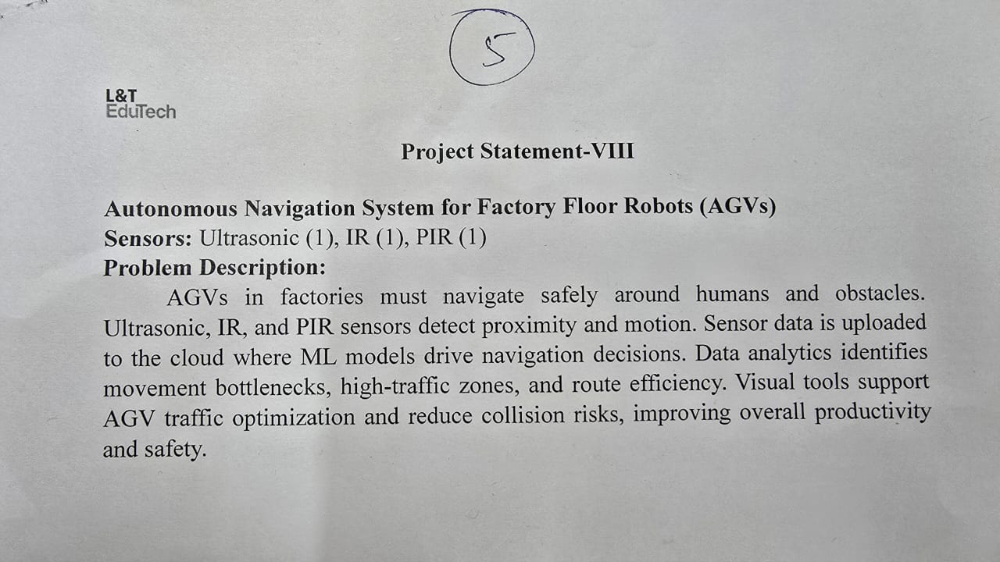 5
L&T
EduTech
Project Statement-VIII
Autonomous Navigation System for Factory Floor Robots (AGVs)
Sensors: Ultrasonic (1), IR (1), PIR (1)
Problem Description:
AGVs in factories must navigate safely around humans and obstacles.
Ultrasonic, IR, and PIR sensors detect proximity and motion. Sensor data is uploaded
to the cloud where ML models drive navigation decisions. Data analytics identifies
movement bottlenecks, high-traffic zones, and route efficiency. Visual tools support
AGV traffic optimization and reduce collision risks, improving overall productivity
and safety.